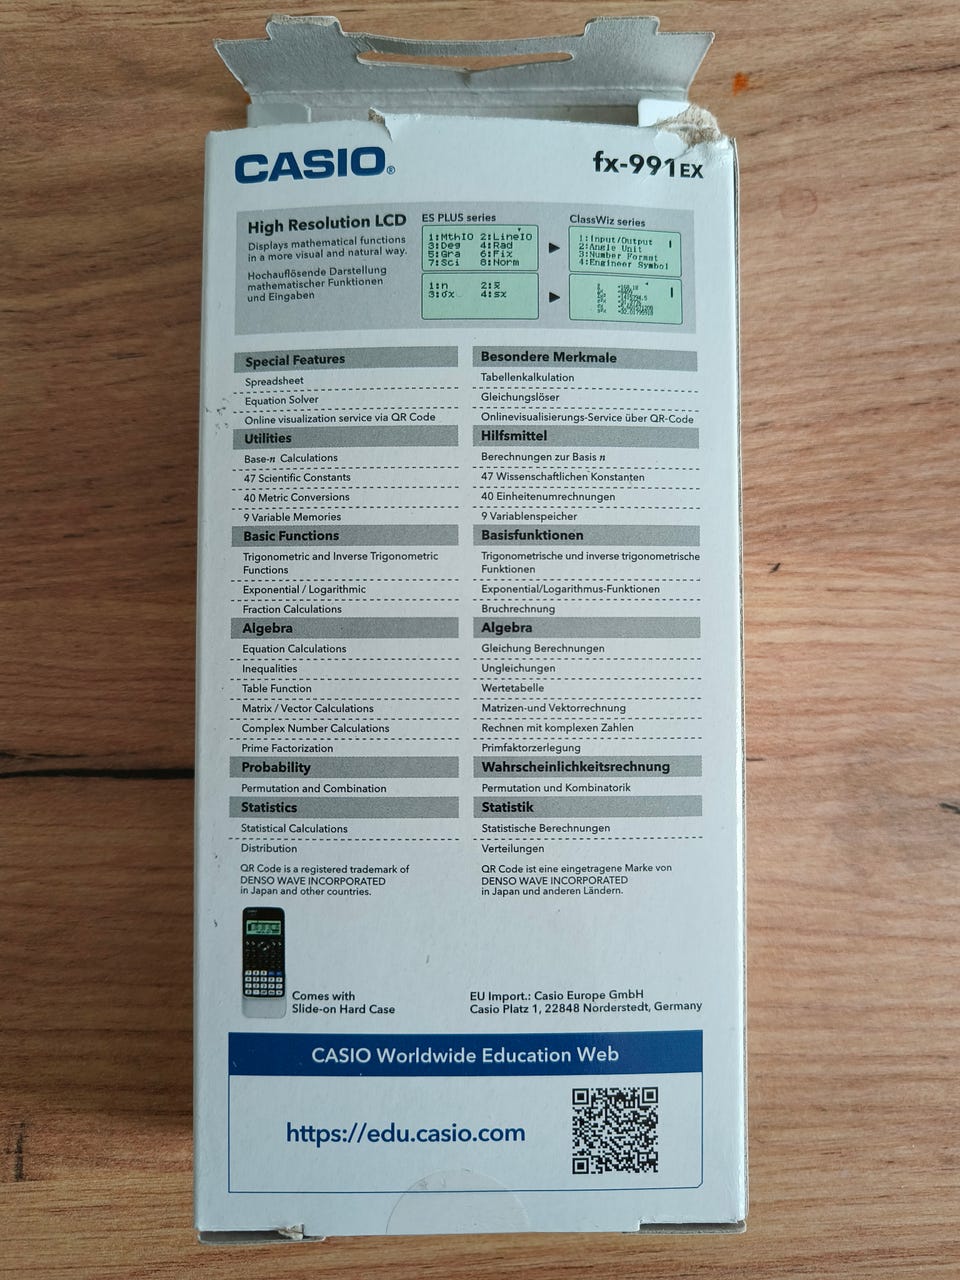 CASIO®
fx-991EX
High Resolution LCD
Displays mathematical functions
in a more visual and natural way.
Hochauflösende Darstellung
mathematischer Funktionen
und Eingaben
ES PLUS series
1:MthIO 2:LineIO
3:Deg 4:Rad
5:Gra 6:Fix
7:Sci 8:Norm
1:n 2:x̄
3:σx 4:sx
ClassWiz series
1:Input/Output
2:Angle Unit
3:Number Format
4:Engineer Symbol
Special Features
Spreadsheet
Equation Solver
Online visualization service via QR Code
Utilities
Base-n Calculations
47 Scientific Constants
40 Metric Conversions
9 Variable Memories
Basic Functions
Trigonometric and Inverse Trigonometric
Functions
Exponential / Logarithmic
Fraction Calculations
Algebra
Equation Calculations
Inequalities
Table Function
Matrix / Vector Calculations
Complex Number Calculations
Prime Factorization
Probability
Permutation and Combination
Statistics
Statistical Calculations
Distribution
QR Code is a registered trademark of
DENSO WAVE INCORPORATED
in Japan and other countries.
Besondere Merkmale
Tabellenkalkulation
Gleichungslöser
Onlinevisualisierungs-Service über QR-Code
Hilfsmittel
Berechnungen zur Basis n
47 Wissenschaftlichen Konstanten
40 Einheitenumrechnungen
9 Variablenspeicher
Basisfunktionen
Trigonometrische und inverse trigonometrische
Funktionen
Exponential/Logarithmus-Funktionen
Bruchrechnung
Algebra
Gleichung Berechnungen
Ungleichungen
Wertetabelle
Matrizen-und Vektorrechnung
Rechnen mit komplexen Zahlen
Primfaktorzerlegung
Wahrscheinlichkeitsrechnung
Permutation und Kombinatorik
Statistik
Statistische Berechnungen
Verteilungen
QR Code ist eine eingetragene Marke von
DENSO WAVE INCORPORATED
in Japan und anderen Ländern.
Comes with
Slide-on Hard Case
EU Import.: Casio Europe GmbH
Casio Platz 1, 22848 Norderstedt, Germany
CASIO Worldwide Education Web
https://edu.casio.com